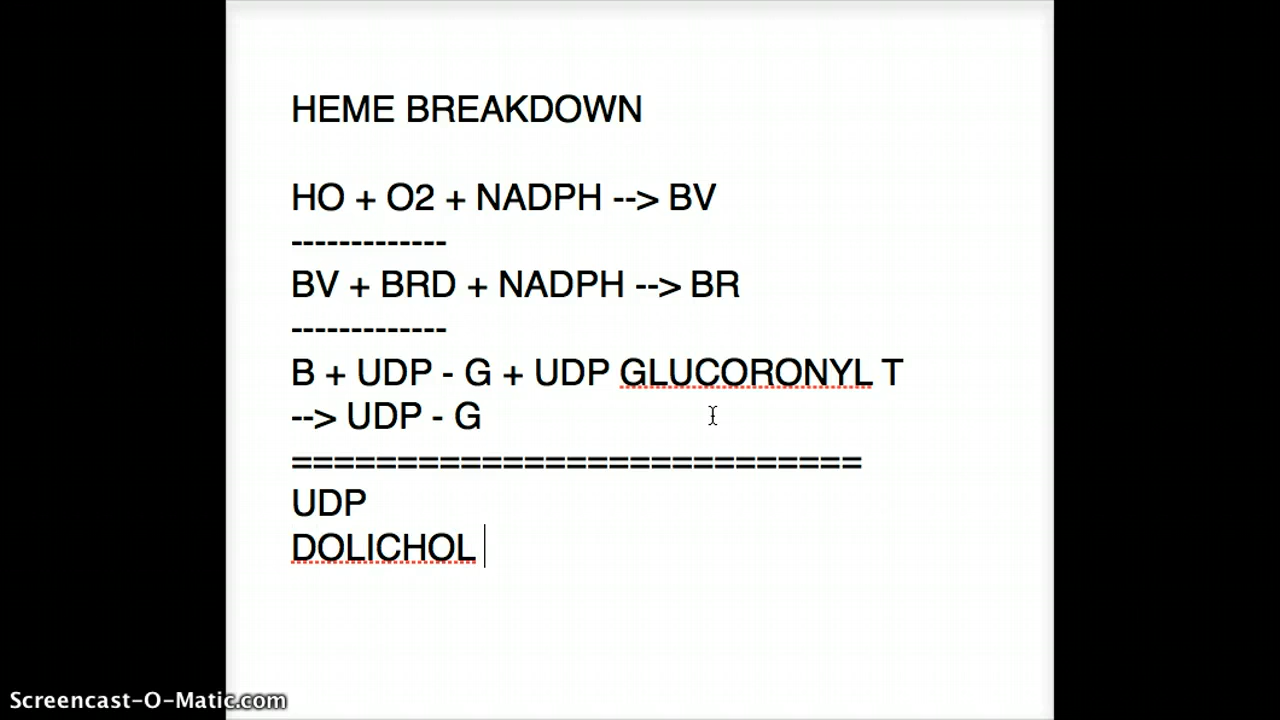 HEME BREAKDOWN
HO + O2 + NADPH --> BV
-------------
BV + BRD + NADPH --> BR
-------------
B + UDP - G + UDP GLUCORONYL T
--> UDP - G
===========================
UDP
DOLICHOL
Screencast-O-Matic.com